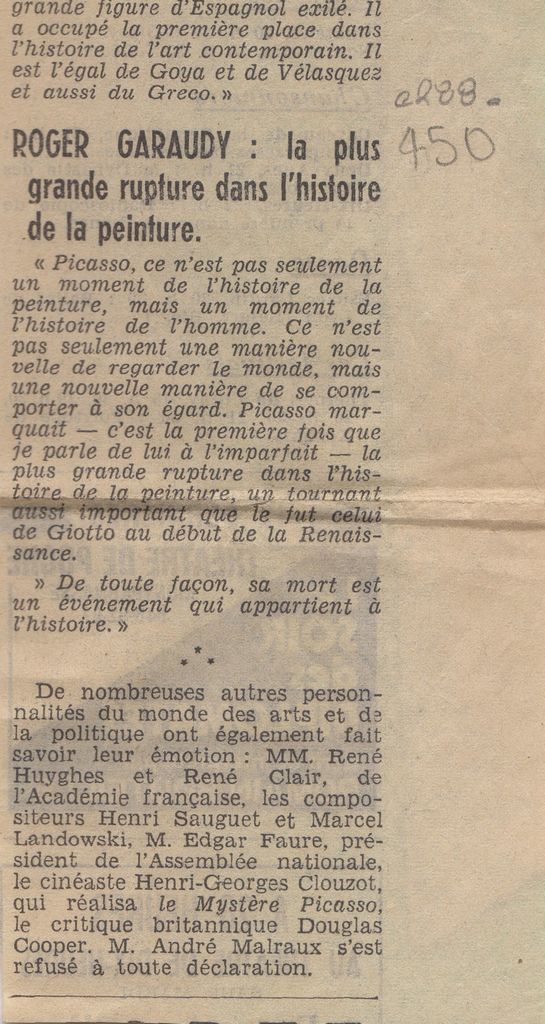 grande figure d'Espagnol exilé. Il
a occupé la première place dans
l'histoire de l'art contemporain. Il
est l'égal de Goya et de Vélasquez
et aussi du Greco. »
e288-
450
ROGER GARAUDY : la plus
grande rupture dans l'histoire
de la peinture.
« Picasso, ce n'est pas seulement
un moment de l'histoire de la
peinture, mais un moment de
l'histoire de l'homme. Ce n'est
pas seulement une manière nou-
velle de regarder le monde, mais
une nouvelle manière de se com-
porter à son égard. Picasso mar-
quait — c'est la première fois que
je parle de lui à l'imparfait — la
plus grande rupture dans l'his-
toire de la peinture, un tournant
aussi important que le fut celui
de Giotto au début de la Renais-
sance.
» De toute façon, sa mort est
un événement qui appartient à
l'histoire. »
De nombreuses autres person-
nalités du monde des arts et de
la politique ont également fait
savoir leur émotion : MM. René
Huyghes et René Clair, de
l'Académie française, les compo-
siteurs Henri Sauguet et Marcel
Landowski, M. Edgar Faure, pré-
sident de l'Assemblée nationale,
le cinéaste Henri-Georges Clouzot,
qui réalisa le Mystère Picasso,
le critique britannique Douglas
Cooper. M. André Malraux s'est
refusé à toute déclaration.